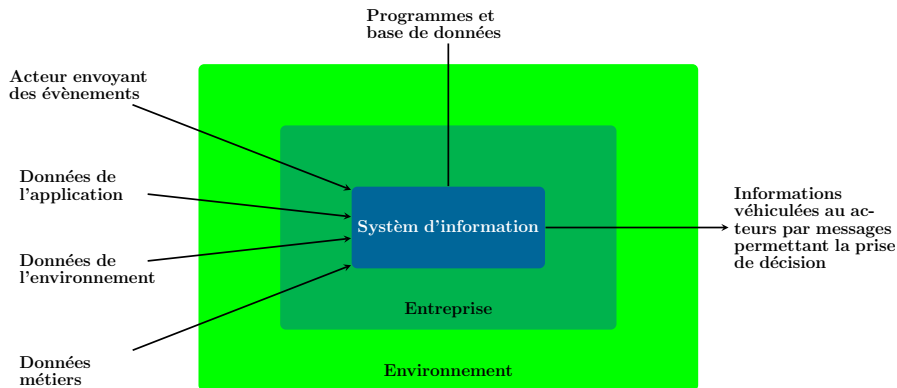 Programmes et
base de données
Acteur envoyant
des évènements
Données de
l'application
Données de
l'environnement
Données
métiers
Systèm d'information
Entreprise
Environnement
Informations
véhiculées au ac-
teurs par messages
permettant la prise
de décision